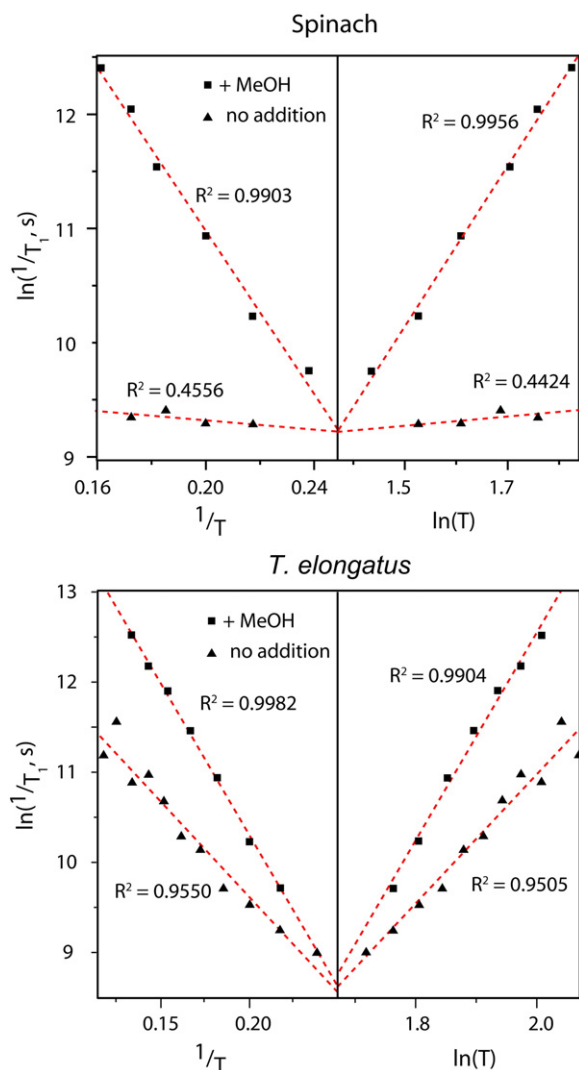 Spinach
ln(1/T1, s)
12
11
10
9
■ + MeOH
▲ no addition
R² = 0.9903
R² = 0.4556
R² = 0.9956
R² = 0.4424
0.16 0.20 0.24 1.5 1.7
1/T ln(T)
T. elongatus
ln(1/T1, s)
13
12
11
10
9
■ + MeOH
▲ no addition
R² = 0.9982
R² = 0.9550
R² = 0.9904
R² = 0.9505
0.15 0.20 1.8 2.0
1/T ln(T)